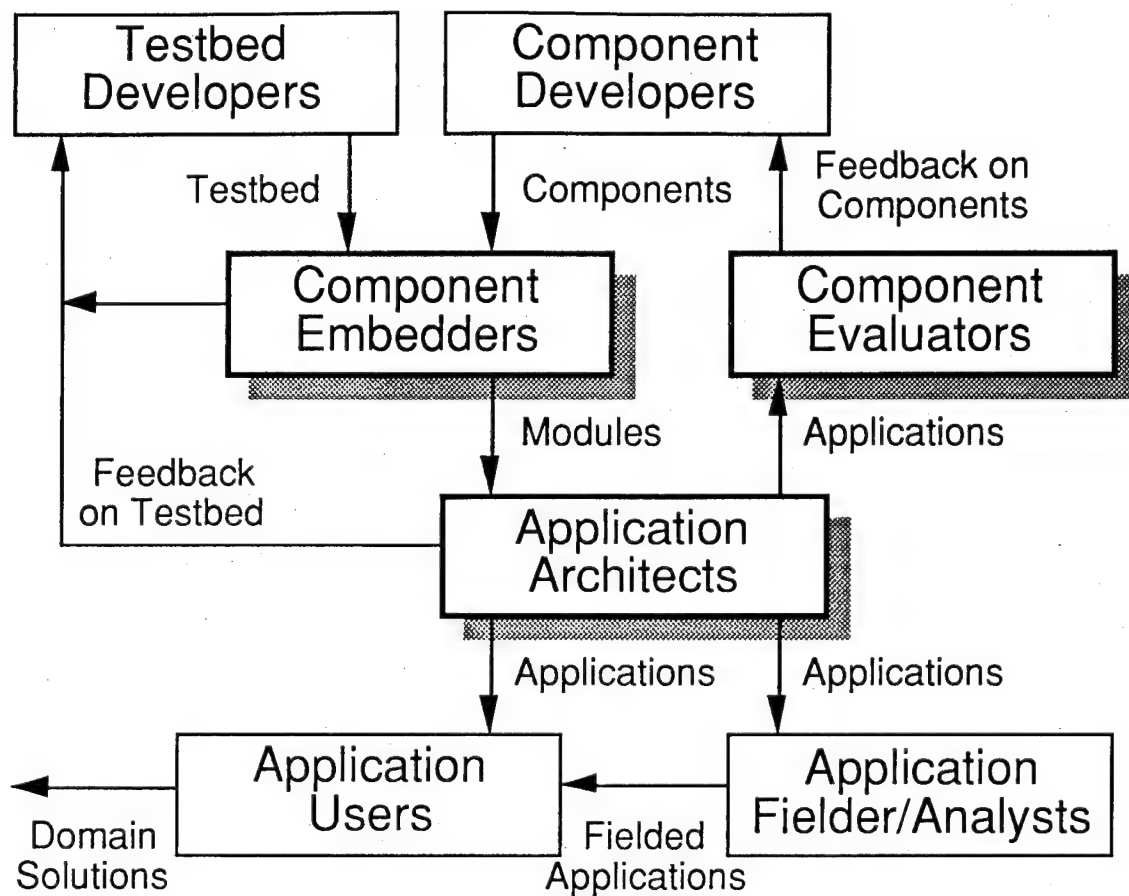 Testbed
Developers
Component
Developers
Testbed
Components
Feedback on
Components
Component
Embedders
Component
Evaluators
Modules
Applications
Feedback
on Testbed
Application
Architects
Applications
Applications
Application
Users
Application
Fielder/Analysts
Domain
Solutions
Fielded
Applications